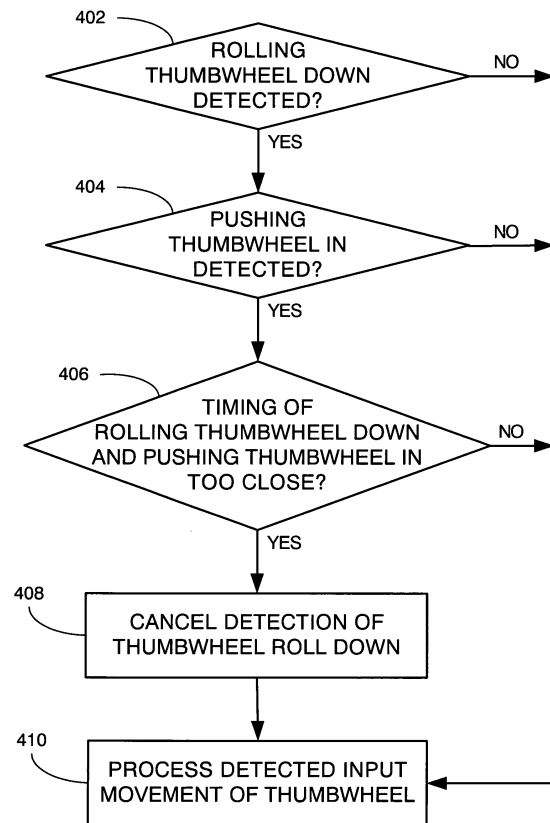 402
ROLLING
THUMBWHEEL DOWN
DETECTED?
NO
YES
404
PUSHING
THUMBWHEEL IN
DETECTED?
NO
YES
406
TIMING OF
ROLLING THUMBWHEEL DOWN
AND PUSHING THUMBWHEEL IN
TOO CLOSE?
NO
YES
408
CANCEL DETECTION OF
THUMBWHEEL ROLL DOWN
410
PROCESS DETECTED INPUT
MOVEMENT OF THUMBWHEEL